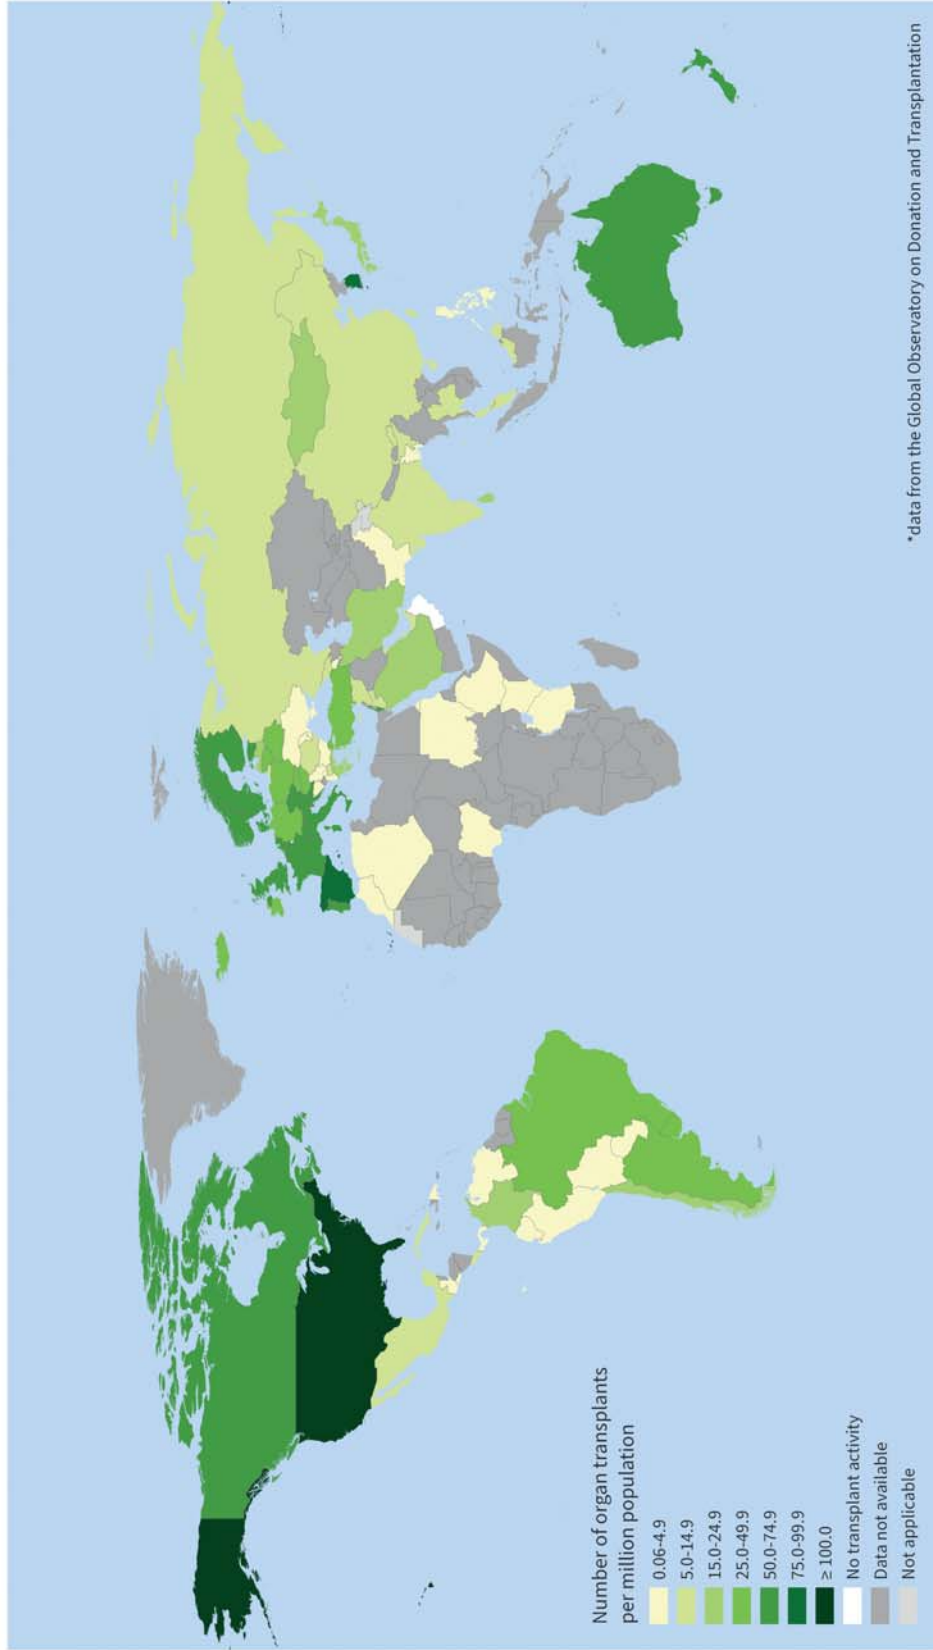 Number of organ transplants
per million population
0.06-4.9
5.0-14.9
15.0-24.9
25.0-49.9
50.0-74.9
75.0-99.9
≥ 100.0
No transplant activity
Data not available
Not applicable
*data from the Global Observatory on Donation and Transplantation